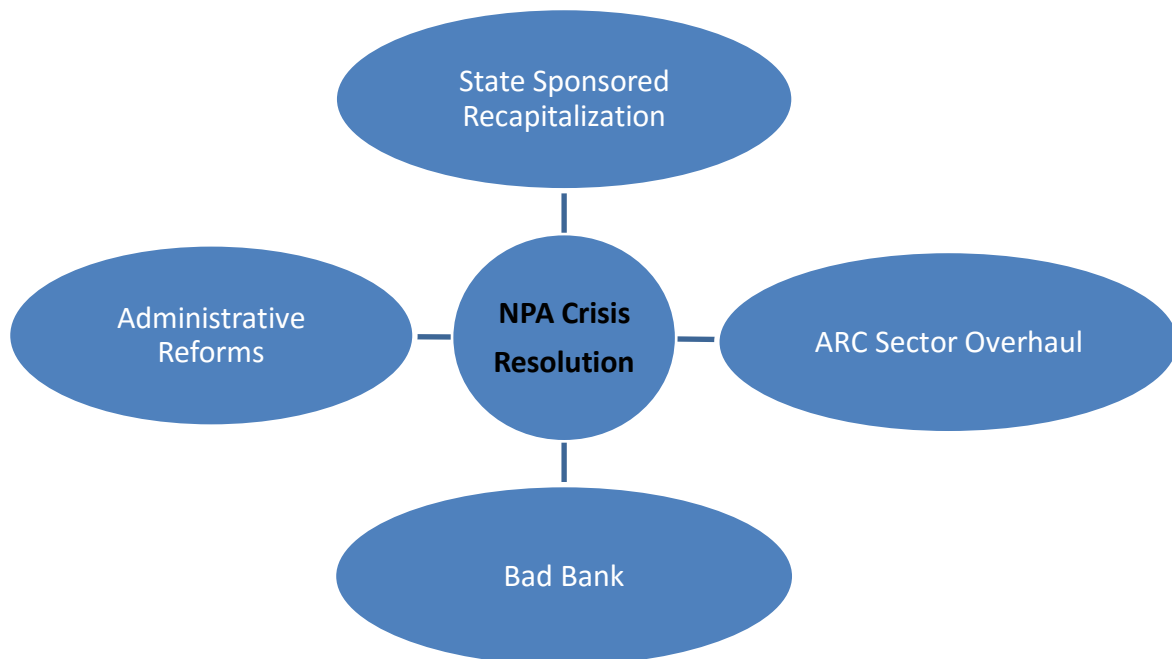 State Sponsored
Recapitalization
Administrative
Reforms
NPA Crisis
Resolution
ARC Sector Overhaul
Bad Bank